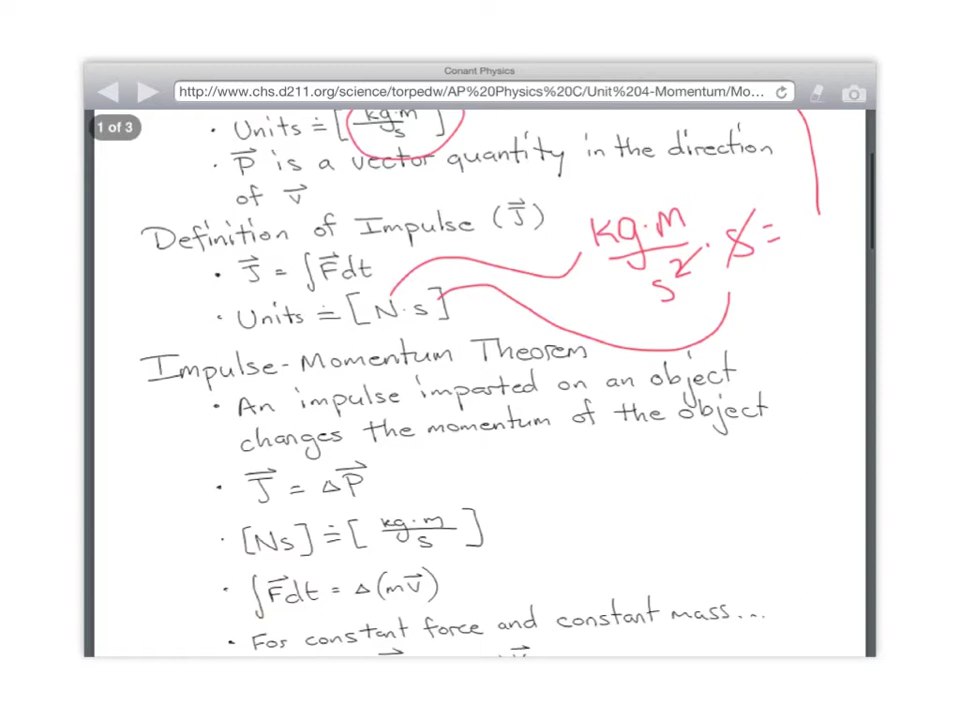 Conant Physics
http://www.chs.d211.org/science/torpedw/AP%20Physics%20C/Unit%204-Momentum/Mo...
1 of 3
· Units ≐ [kg·m/s]
· P⃗ is a vector quantity in the direction
of v⃗
Definition of Impulse (J⃗)
kg·m/s² · s =
· J⃗ = ∫F⃗dt
· Units ≐ [N·s]
Impulse-Momentum Theorem
· An impulse imparted on an object
changes the momentum of the object
· J⃗ = ΔP⃗
· [Ns] ≐ [kg·m/s]
· ∫F⃗dt = Δ(mv⃗)
· For constant force and constant mass...